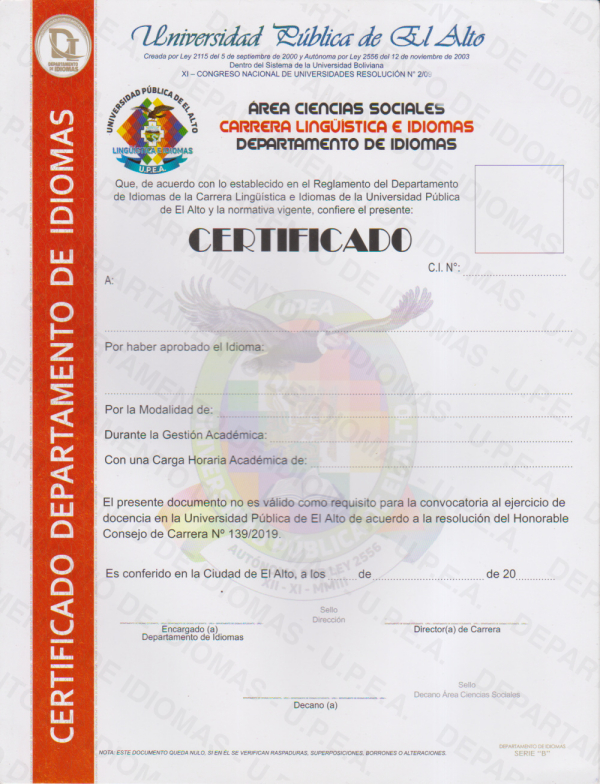 Universidad Pública de El Alto
Creada por Ley 2115 del 5 de septiembre de 2000 y Autónoma por Ley 2556 del 12 de noviembre de 2003
Dentro del Sistema de la Universidad Boliviana
XI – CONGRESO NACIONAL DE UNIVERSIDADES RESOLUCIÓN N° 2/09
DEPARTAMENTO
DE IDIOMAS
CERTIFICADO DEPARTAMENTO DE IDIOMAS
UNIVERSIDAD PÚBLICA DE EL ALTO
LINGÜÍSTICA E IDIOMAS
U.P.E.A.
ÁREA CIENCIAS SOCIALES
CARRERA LINGÜÍSTICA E IDIOMAS
DEPARTAMENTO DE IDIOMAS
Que, de acuerdo con lo establecido en el Reglamento del Departamento
de Idiomas de la Carrera Lingüística e Idiomas de la Universidad Pública
de El Alto y la normativa vigente, confiere el presente:
CERTIFICADO
C.I. N°:
A:
Por haber aprobado el Idioma:
Por la Modalidad de:
Durante la Gestión Académica:
Con una Carga Horaria Académica de:
El presente documento no es válido como requisito para la convocatoria al ejercicio de
docencia en la Universidad Pública de El Alto de acuerdo a la resolución del Honorable
Consejo de Carrera Nº 139/2019.
Es conferido en la Ciudad de El Alto, a los de de 20
Sello
Dirección
Encargado (a)
Departamento de Idiomas
Director(a) de Carrera
Sello
Decano Área Ciencias Sociales
Decano (a)
NOTA: ESTE DOCUMENTO QUEDA NULO, SI EN EL SE VERIFICAN RASPADURAS, SUPERPOSICIONES, BORRONES O ALTERACIONES.
DEPARTAMENTO DE IDIOMAS
SERIE "B"